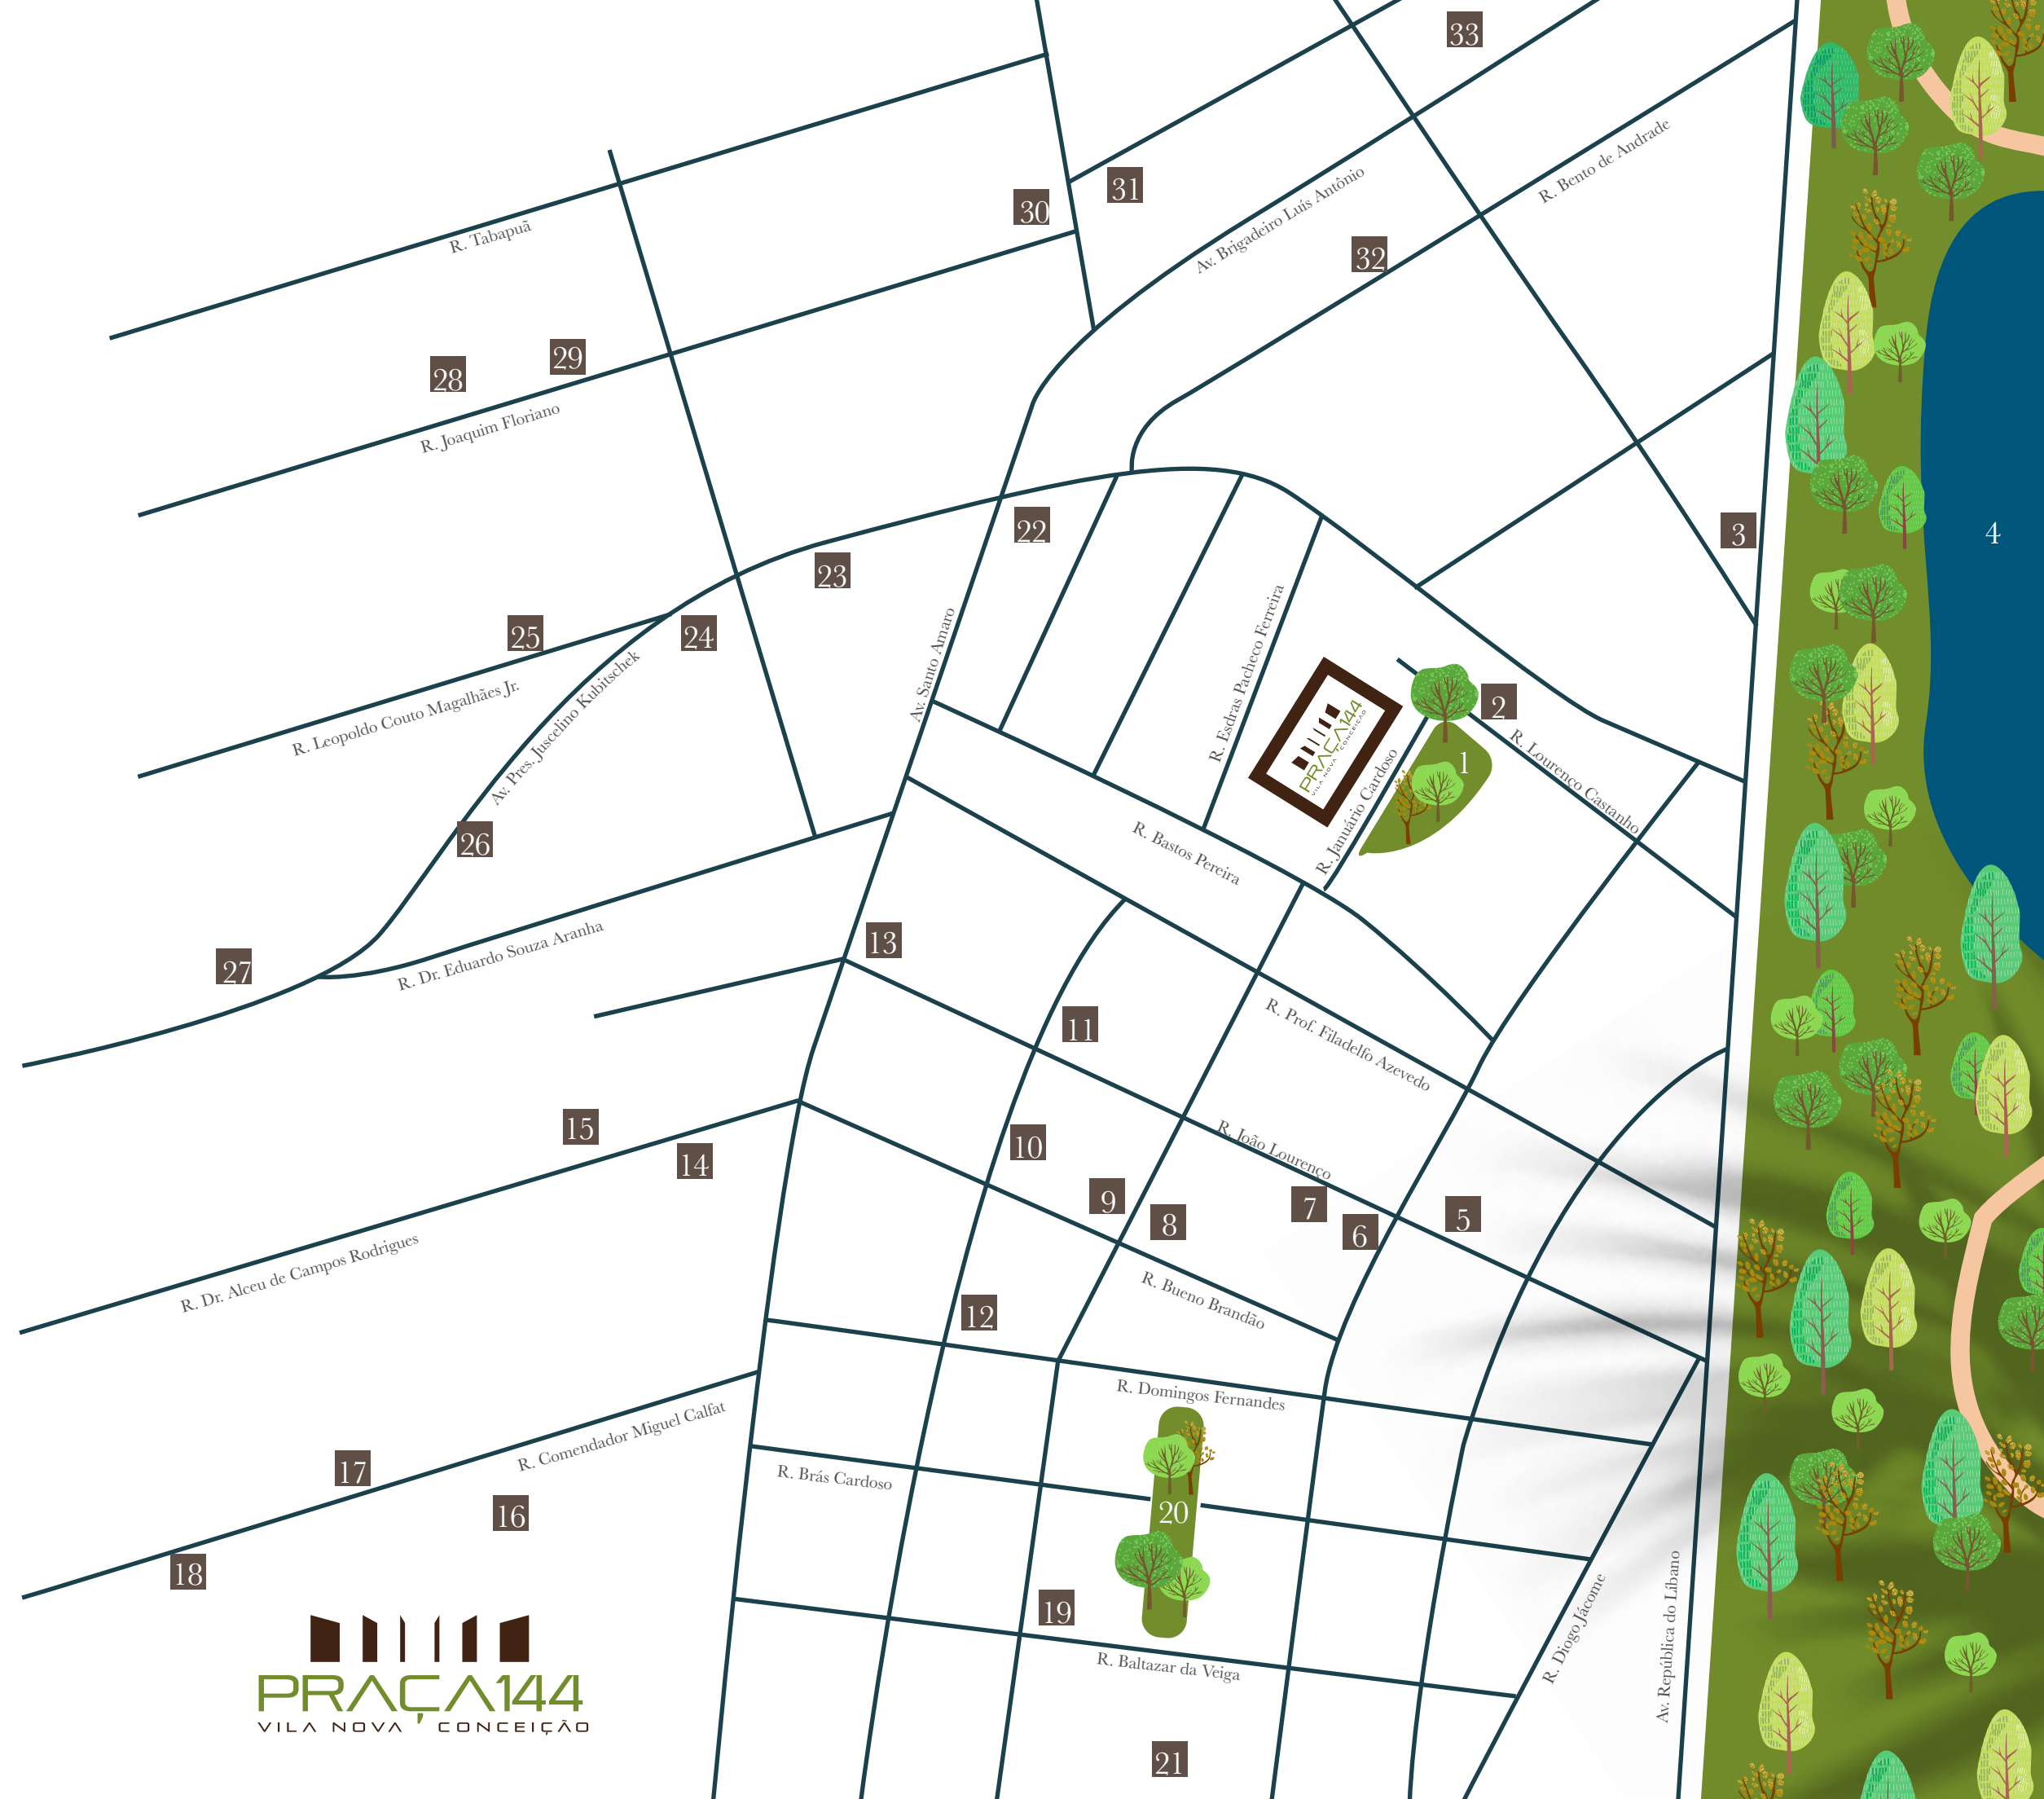 33
R. Bento de Andrade
31
30
Av. Brigadeiro Luís Antônio
R. Tabapuã
32
29
28
R. Joaquim Floriano
22
3
4
23
25
24
Av. Santo Amaro
R. Esdras Pacheco Ferreira
R. Leopoldo Couto Magalhães Jr.
Av. Pres. Juscelino Kubitschek
2
PRAÇA144
VILA NOVA CONCEIÇÃO
1
R. Januário Cardoso
R. Lourenço Castanho
26
R. Bastos Pereira
13
27
R. Dr. Eduardo Souza Aranha
11
R. Prof. Filadelfo Azevedo
15
14
10
R. João Lourenço
9
8
7
6
5
R. Dr. Alceu de Campos Rodrigues
12
R. Bueno Brandão
R. Domingos Fernandes
R. Comendador Miguel Calfat
17
R. Brás Cardoso
16
20
18
19
R. Diogo Jácome
Av. República do Líbano
R. Baltazar da Veiga
PRAÇA144
VILA NOVA CONCEIÇÃO
21